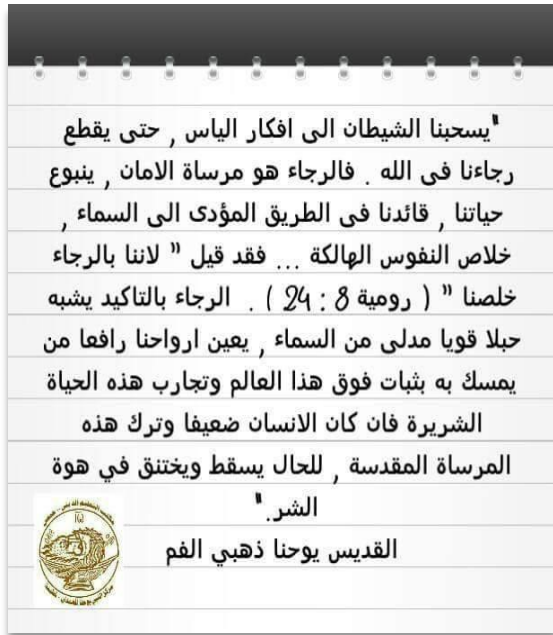 "يسحبنا الشيطان الى افكار الياس , حتى يقطع
رجاءنا فى الله . فالرجاء هو مرساة الامان , ينبوع
حياتنا , قائدنا فى الطريق المؤدى الى السماء ,
خلاص النفوس الهالكة ... فقد قيل " لاننا بالرجاء
خلصنا " ( رومية 8 : 24 ) . الرجاء بالتاكيد يشبه
حبلا قويا مدلى من السماء , يعين ارواحنا رافعا من
يمسك به بثبات فوق هذا العالم وتجارب هذه الحياة
الشريرة فان كان الانسان ضعيفا وترك هذه
المرساة المقدسة , للحال يسقط ويختنق في هوة
الشر."
القديس يوحنا ذهبي الفم